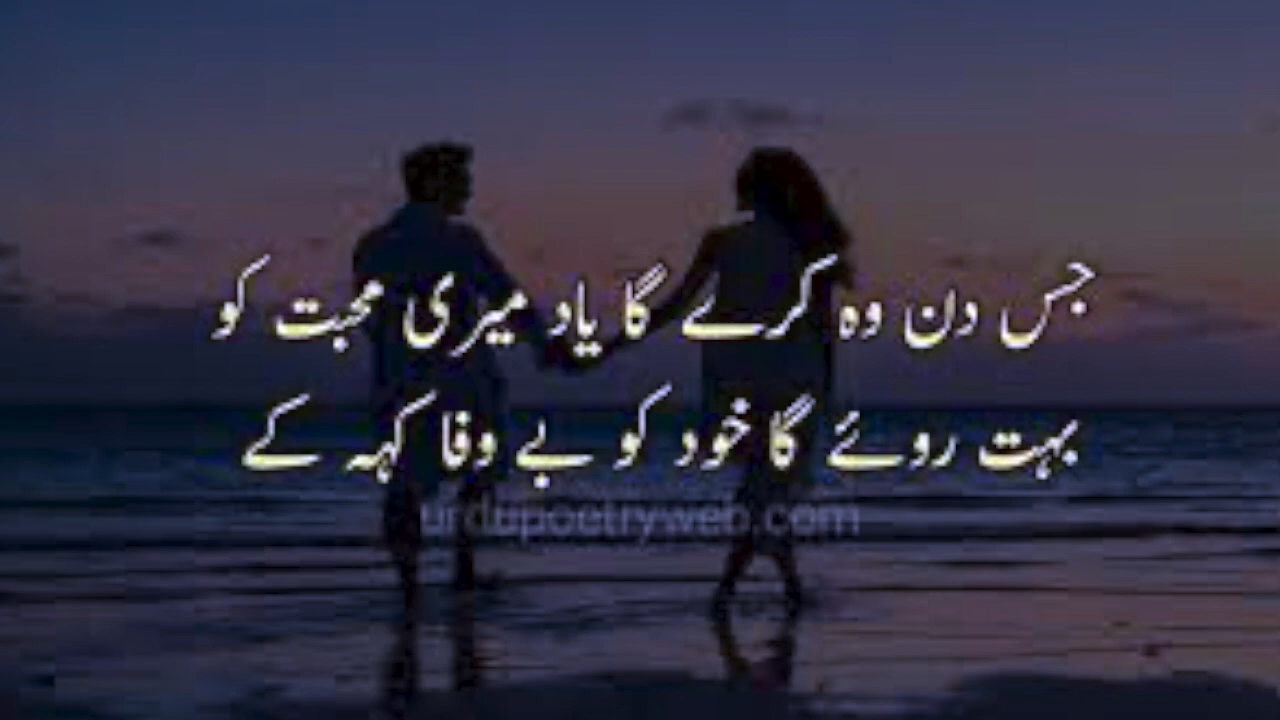 جس دن وہ کرے گا یاد میری محبت کو
بہت روئے گا خود کو بے وفا کہہ کے
urdupoetryweb.com